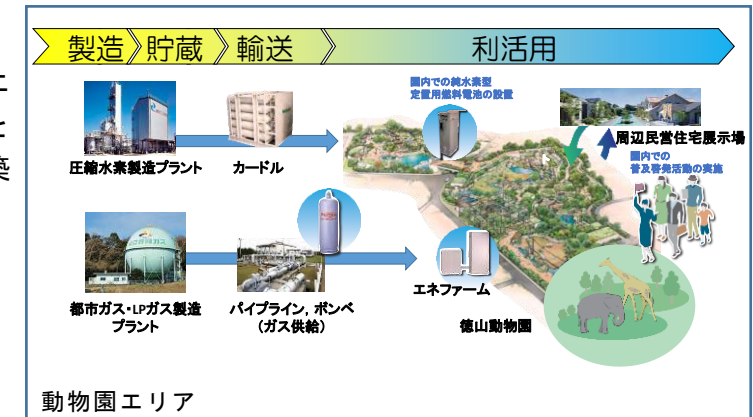 製造
貯蔵
輸送
利活用
圧縮水素製造プラント
カードル
園内での純水素型
定置用燃料電池の設置
周辺民営住宅展示場
園内での
普及啓発活動の実施
都市ガス・LPガス製造
プラント
パイプライン，ボンベ
（ガス供給）
エネファーム
徳山動物園
動物園エリア
築